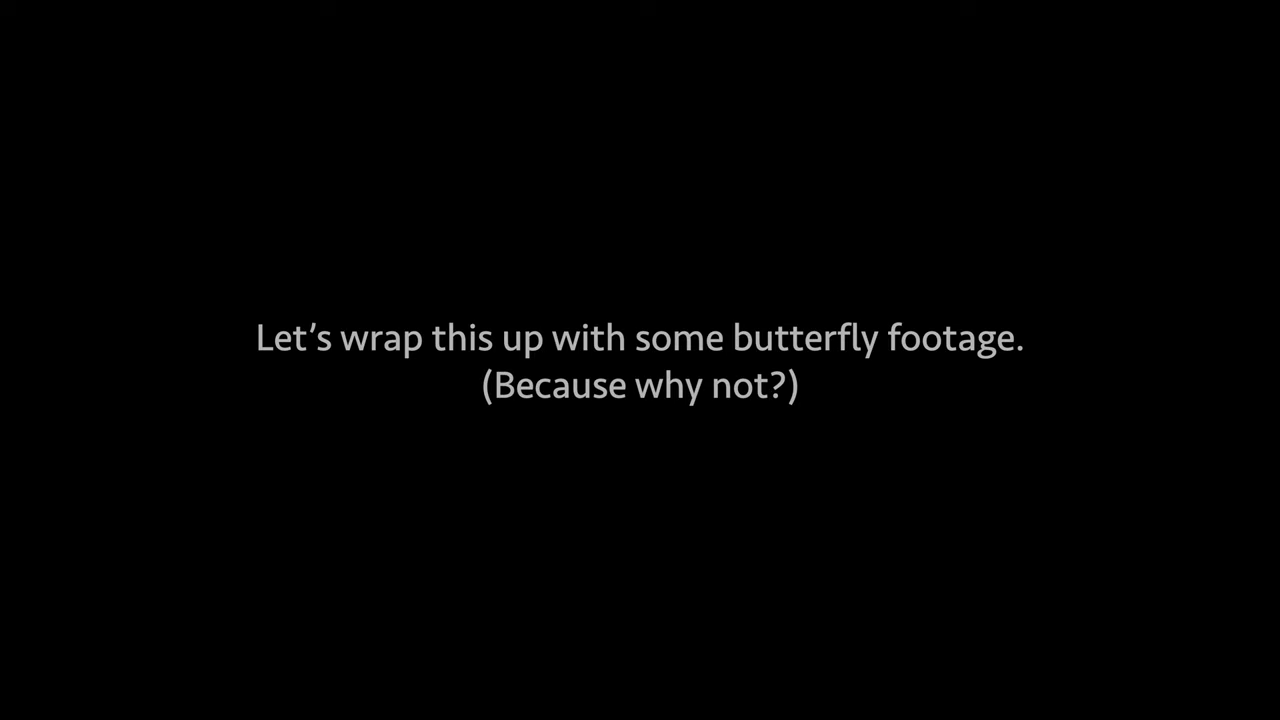 Let’s wrap this up with some butterfly footage.
(Because why not?)